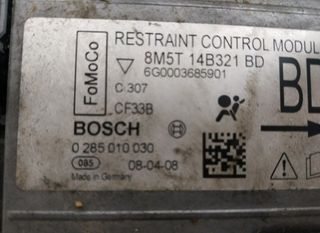 FoMoCo
RESTRAINT CONTROL MODUL
8M5T 14B321 BD
6G0003685901
C.307
CF33B
BD
BOSCH
0 285 010 030
085
08-04-08
Made in Germany